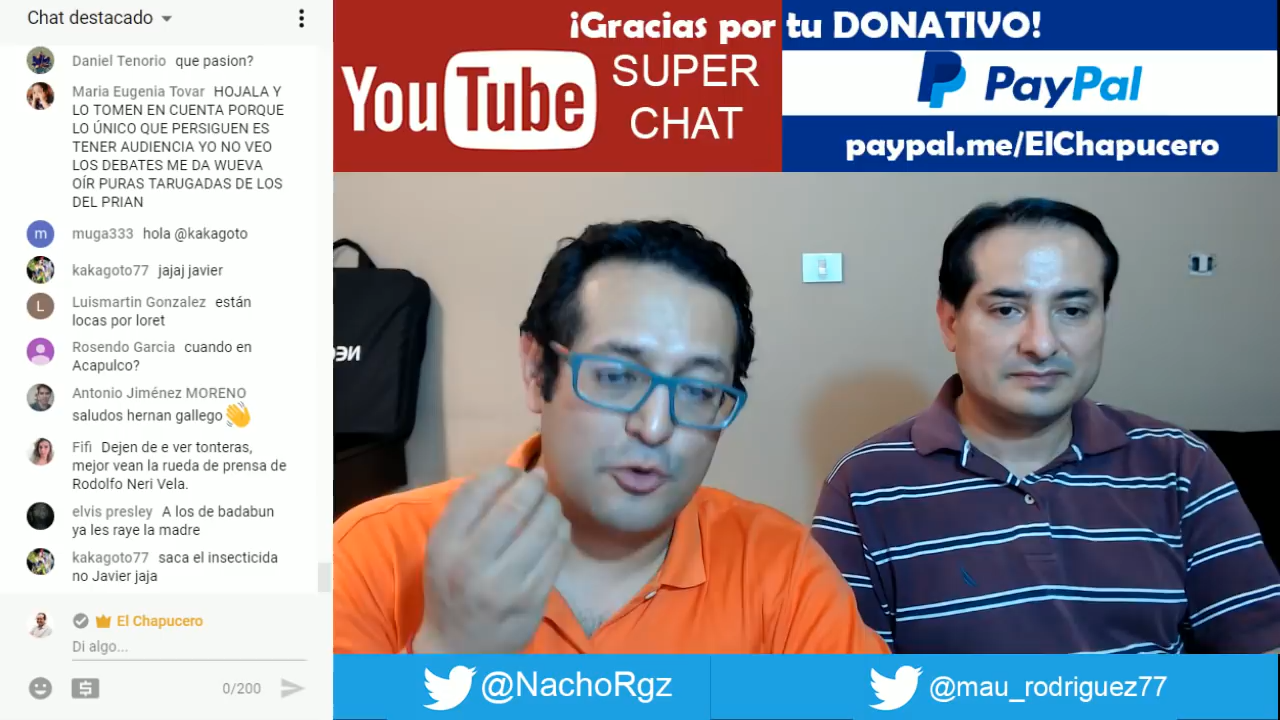 Chat destacado
Daniel Tenorio que pasion?
Maria Eugenia Tovar HOJALA Y
LO TOMEN EN CUENTA PORQUE
LO ÚNICO QUE PERSIGUEN ES
TENER AUDIENCIA YO NO VEO
LOS DEBATES ME DA WUEVA
OÍR PURAS TARUGADAS DE LOS
DEL PRIAN
m
muga333 hola @kakagoto
kakagoto77 jajaj javier
L
Luismartin Gonzalez están
locas por loret
Rosendo Garcia cuando en
Acapulco?
Antonio Jiménez MORENO
saludos hernan gallego
Fifi Dejen de e ver tonteras,
mejor vean la rueda de prensa de
Rodolfo Neri Vela.
elvis presley A los de badabun
ya les raye la madre
kakagoto77 saca el insecticida
no Javier jaja
El Chapucero
Di algo...
0/200
¡Gracias por tu DONATIVO!
YouTube
SUPER
CHAT
PayPal
paypal.me/ElChapucero
@NachoRgz
@mau_rodriguez77